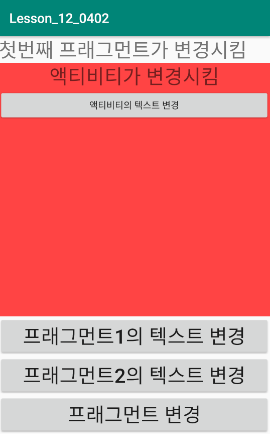 Lesson_12_0402
첫번째 프래그먼트가 변경시킴
액티비티가 변경시킴
액티비티의 텍스트 변경
프래그먼트1의 텍스트 변경
프래그먼트2의 텍스트 변경
프래그먼트 변경